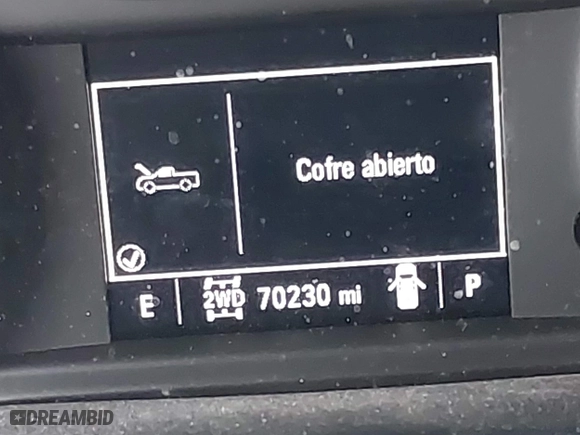 Cofre abierto
E 2WD 70230 mi P
DREAMBID